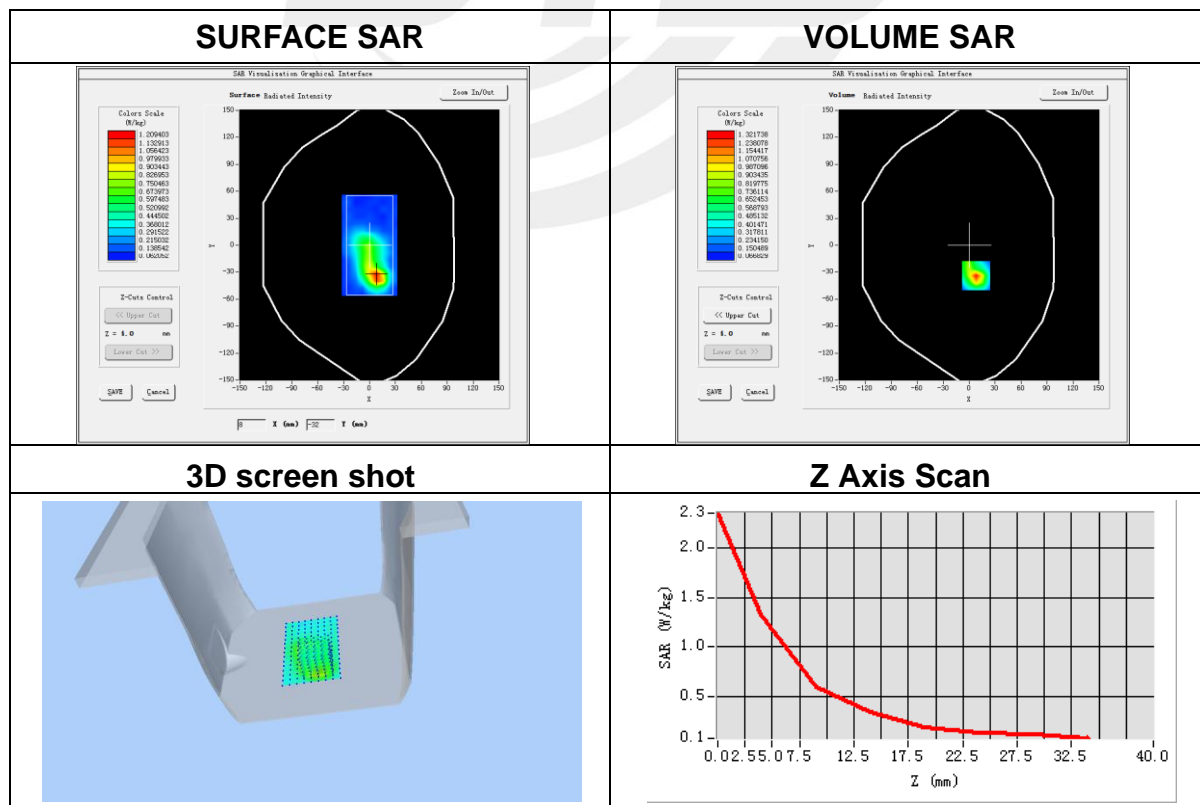 SURFACE SAR
VOLUME SAR
SAR Visualisation Graphical Interface
Surface Radiated Intensity
Zoom In/Out
Colors Scale
(W/kg)
1.209403
1.132913
1.056423
0.979933
0.903443
0.826953
0.750463
0.673973
0.597483
0.520992
0.444502
0.368012
0.291522
0.215032
0.138542
0.062052
150
120
90
60
30
0
-30
-60
-90
-120
-150
Y
-150 -120 -90 -60 -30 0 30 60 90 120 150
X
Z-Cuts Control
<< Upper Cut
Lower Cut >>
SAVE
Cancel
8 X (mm) -32 Y (mm)
SAR Visualisation Graphical Interface
Volume Radiated Intensity
Zoom In/Out
Colors Scale
(W/kg)
1.321738
1.238078
1.154417
1.070756
0.987096
0.903435
0.819775
0.736114
0.652453
0.568793
0.485132
0.401471
0.317811
0.234150
0.150489
0.066829
150
120
90
60
30
0
-30
-60
-90
-120
-150
Y
-150 -120 -90 -60 -30 0 30 60 90 120 150
X
Z-Cuts Control
<< Upper Cut
Lower Cut >>
SAVE
Cancel
3D screen shot
Z Axis Scan
2.3
2.0
1.5
1.0
0.5
0.1
SAR (W/kg)
0.0 2.5 5.0 7.5 12.5 17.5 22.5 27.5 32.5 40.0
Z (mm)